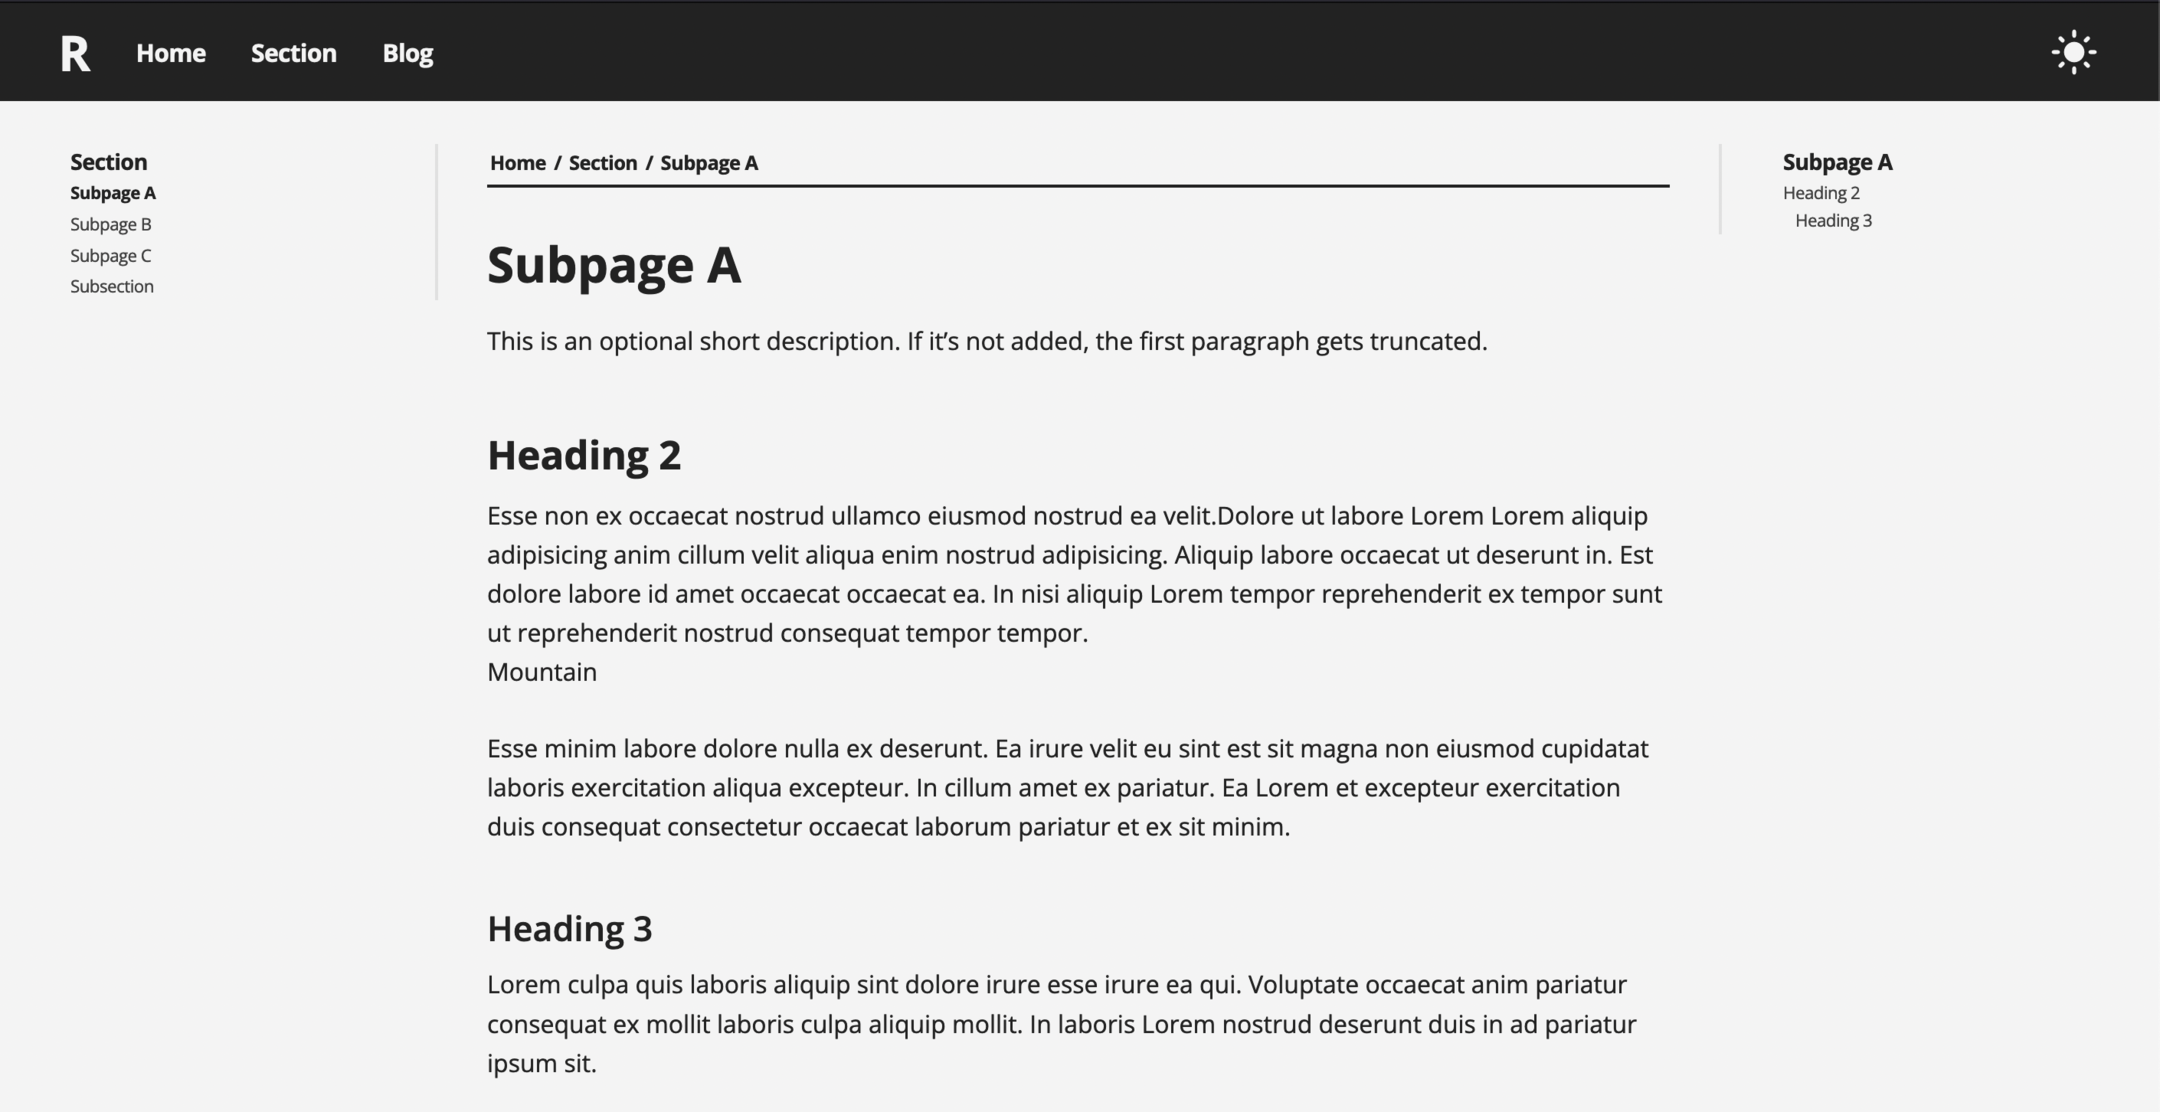 R
Home
Section
Blog
Section
Subpage A
Subpage B
Subpage C
Subsection
Home / Section / Subpage A
Subpage A
This is an optional short description. If it’s not added, the first paragraph gets truncated.
Heading 2
Esse non ex occaecat nostrud ullamco eiusmod nostrud ea velit.Dolore ut labore Lorem Lorem aliquip
adipisicing anim cillum velit aliqua enim nostrud adipisicing. Aliquip labore occaecat ut deserunt in. Est
dolore labore id amet occaecat occaecat ea. In nisi aliquip Lorem tempor reprehenderit ex tempor sunt
ut reprehenderit nostrud consequat tempor tempor.
Mountain
Esse minim labore dolore nulla ex deserunt. Ea irure velit eu sint est sit magna non eiusmod cupidatat
laboris exercitation aliqua excepteur. In cillum amet ex pariatur. Ea Lorem et excepteur exercitation
duis consequat consectetur occaecat laborum pariatur et ex sit minim.
Heading 3
Lorem culpa quis laboris aliquip sint dolore irure esse irure ea qui. Voluptate occaecat anim pariatur
consequat ex mollit laboris culpa aliquip mollit. In laboris Lorem nostrud deserunt duis in ad pariatur
ipsum sit.
Subpage A
Heading 2
Heading 3